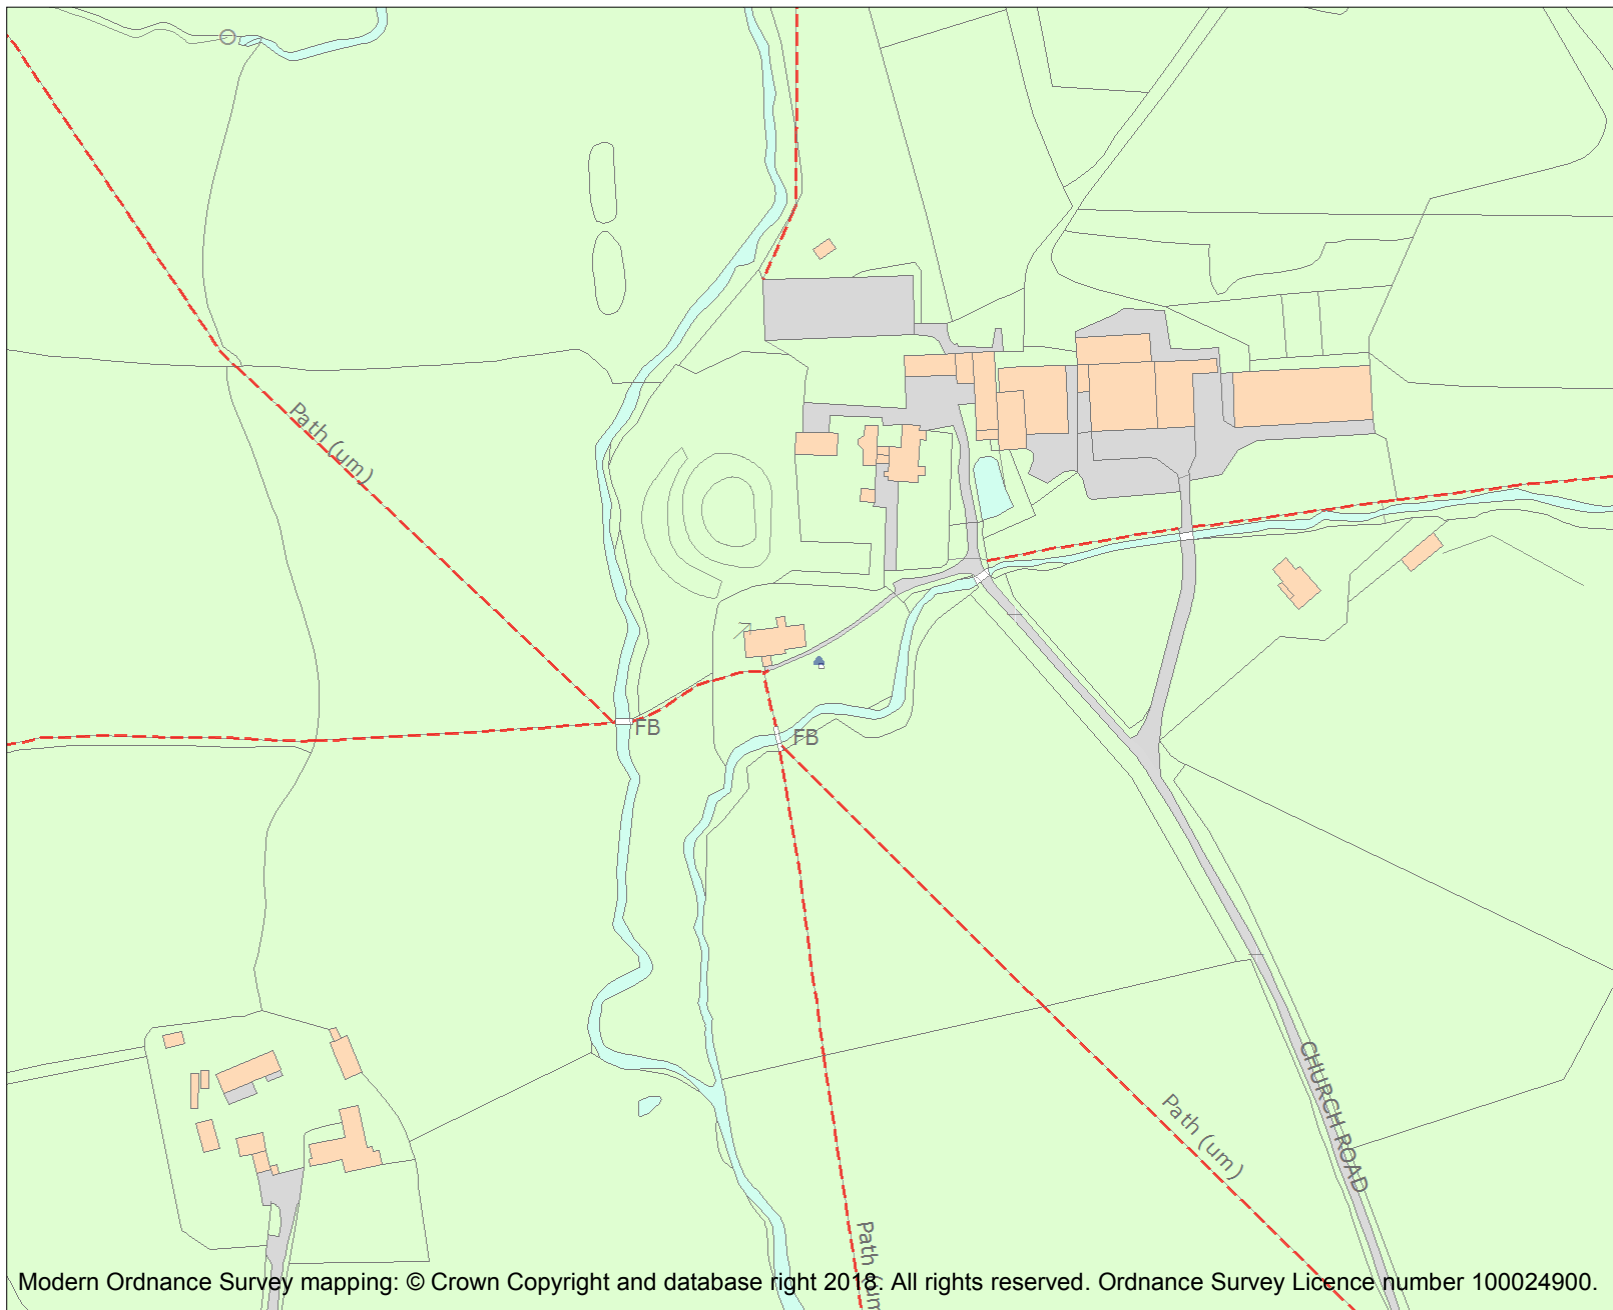 Path (um)
FB
FB
CHURCH ROAD
Path (um)
Path (um
Modern Ordnance Survey mapping: © Crown Copyright and database right 2018. All rights reserved. Ordnance Survey Licence number 100024900.